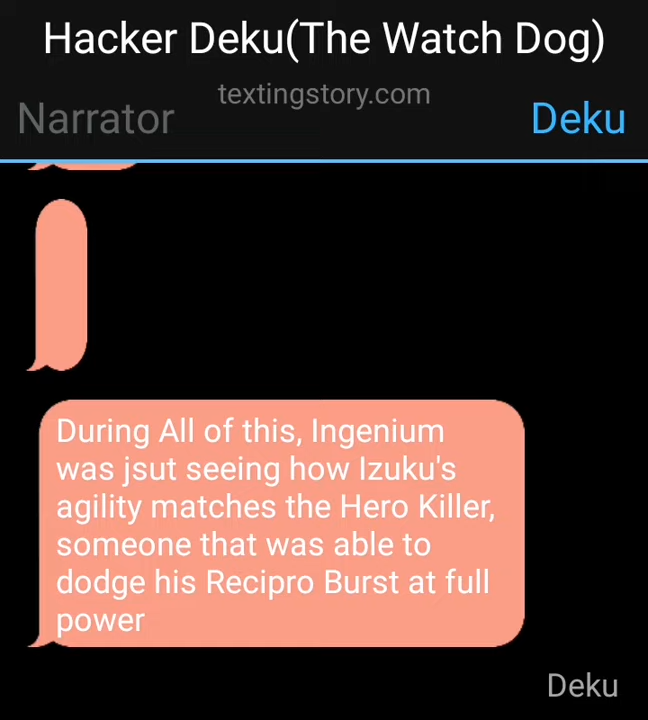 Hacker Deku(The Watch Dog)
textingstory.com
Narrator
Deku
During All of this, Ingenium
was jsut seeing how Izuku's
agility matches the Hero Killer,
someone that was able to
dodge his Recipro Burst at full
power
Deku